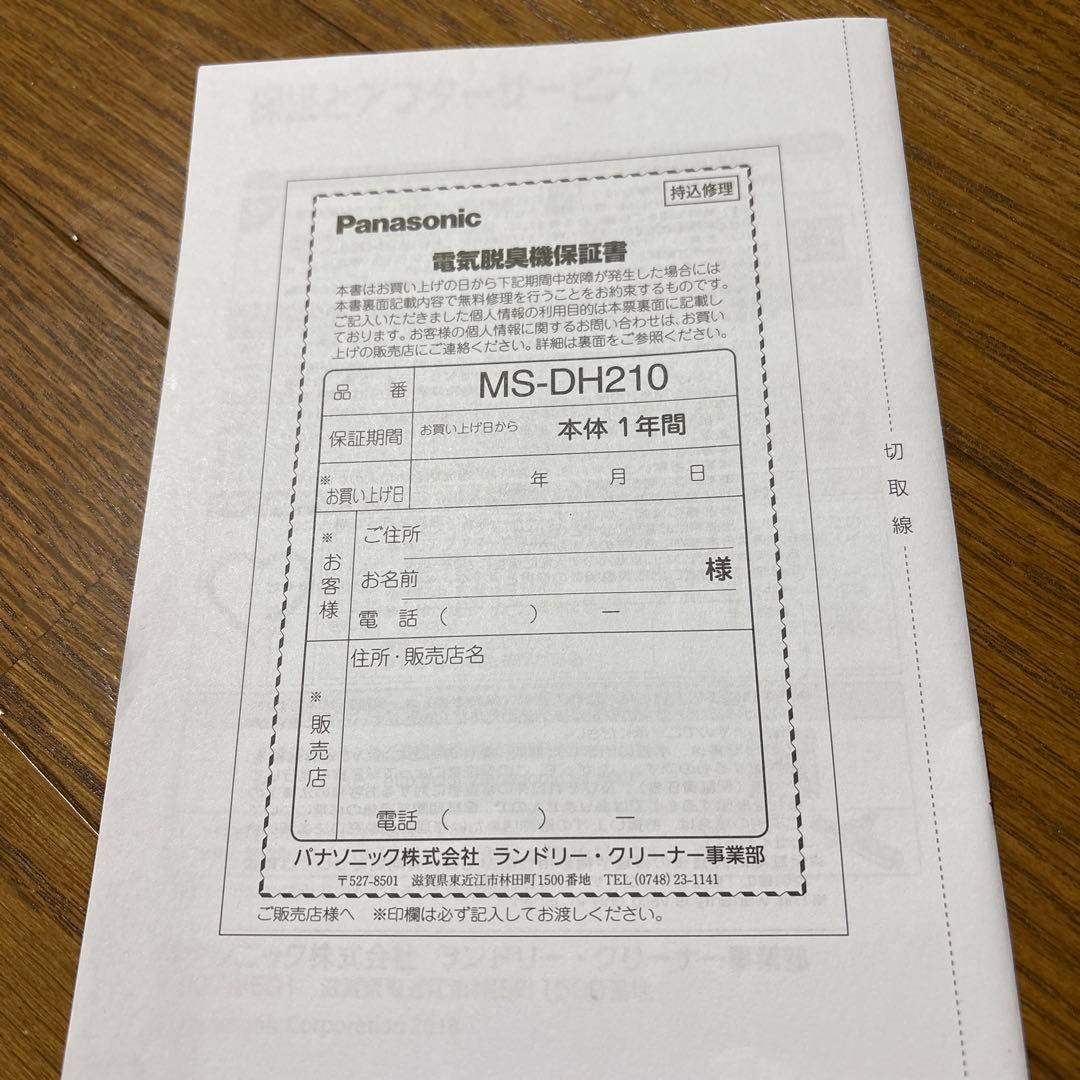 持込修理
Panasonic
電気脱臭機保証書
本書はお買い上げの日から下記期間中故障が発生した場合には
本書裏面記載内容で無料修理を行うことをお約束するものです。
ご記入いただきました個人情報の利用目的は本票裏面に記載し
ております。お客様の個人情報に関するお問い合わせは、お買い
上げの販売店にご連絡ください。詳細は裏面をご参照ください。
品 番 MS-DH210
保証期間 お買い上げ日から 本体1年間
※お買い上げ日 年 月 日
※お客様
ご住所
お名前 様
電 話 ( ) ー
※販売店
住所・販売店名
電話 ( ) ー
パナソニック株式会社 ランドリー・クリーナー事業部
〒527-8501 滋賀県東近江市林田町1500番地 TEL (0748) 23-1141
ご販売店様へ ※印欄は必ず記入してお渡しください。
切取線